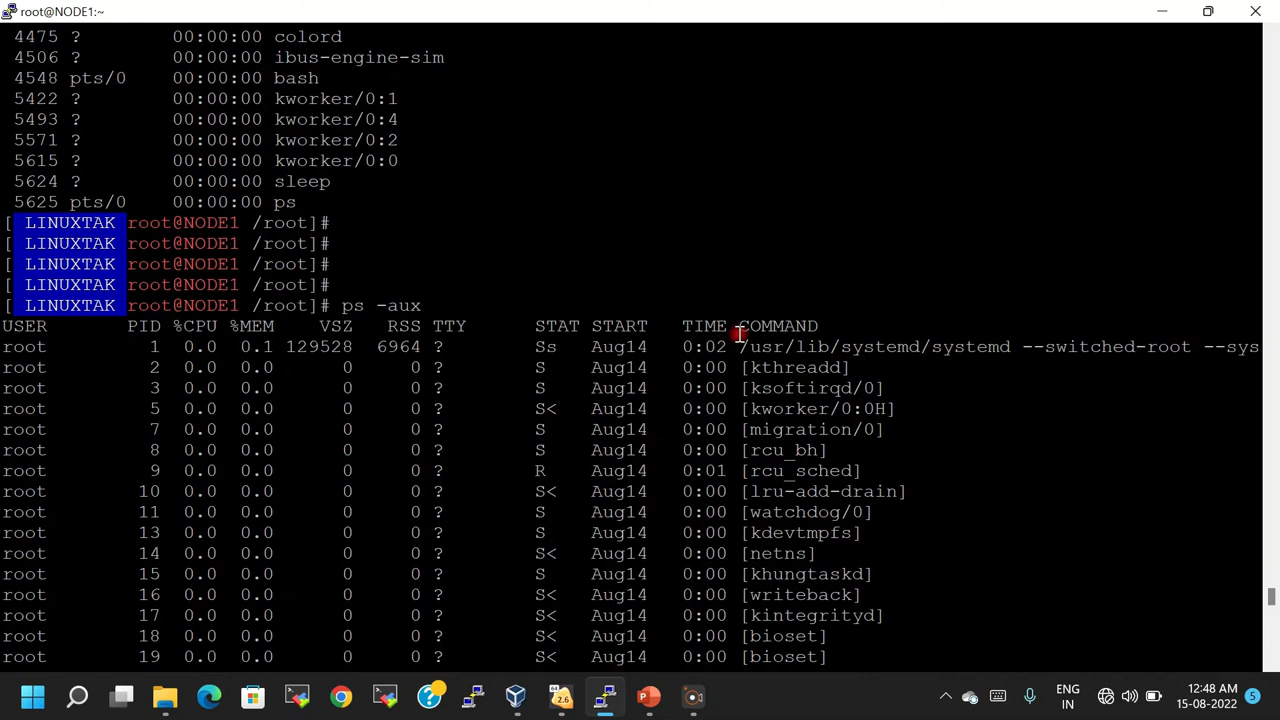 root@NODE1:~
4475 ? 00:00:00 colord
4506 ? 00:00:00 ibus-engine-sim
4548 pts/0 00:00:00 bash
5422 ? 00:00:00 kworker/0:1
5493 ? 00:00:00 kworker/0:4
5571 ? 00:00:00 kworker/0:2
5615 ? 00:00:00 kworker/0:0
5624 ? 00:00:00 sleep
5625 pts/0 00:00:00 ps
[ LINUXTAK root@NODE1 /root]#
[ LINUXTAK root@NODE1 /root]#
[ LINUXTAK root@NODE1 /root]#
[ LINUXTAK root@NODE1 /root]#
[ LINUXTAK root@NODE1 /root]# ps -aux
USER PID %CPU %MEM VSZ RSS TTY STAT START TIME COMMAND
root 1 0.0 0.1 129528 6964 ? Ss Aug14 0:02 /usr/lib/systemd/systemd --switched-root --sys
root 2 0.0 0.0 0 0 ? S Aug14 0:00 [kthreadd]
root 3 0.0 0.0 0 0 ? S Aug14 0:00 [ksoftirqd/0]
root 5 0.0 0.0 0 0 ? S< Aug14 0:00 [kworker/0:0H]
root 7 0.0 0.0 0 0 ? S Aug14 0:00 [migration/0]
root 8 0.0 0.0 0 0 ? S Aug14 0:00 [rcu_bh]
root 9 0.0 0.0 0 0 ? R Aug14 0:01 [rcu_sched]
root 10 0.0 0.0 0 0 ? S< Aug14 0:00 [lru-add-drain]
root 11 0.0 0.0 0 0 ? S Aug14 0:00 [watchdog/0]
root 13 0.0 0.0 0 0 ? S Aug14 0:00 [kdevtmpfs]
root 14 0.0 0.0 0 0 ? S< Aug14 0:00 [netns]
root 15 0.0 0.0 0 0 ? S Aug14 0:00 [khungtaskd]
root 16 0.0 0.0 0 0 ? S< Aug14 0:00 [writeback]
root 17 0.0 0.0 0 0 ? S< Aug14 0:00 [kintegrityd]
root 18 0.0 0.0 0 0 ? S< Aug14 0:00 [bioset]
root 19 0.0 0.0 0 0 ? S< Aug14 0:00 [bioset]
64
2.6
ENG
IN
12:48 AM
15-08-2022
5